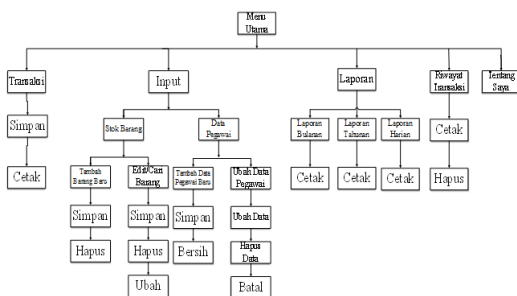 Menu
Utama
Transaksi
Input
Laporan
Riwayat
Transaksi
Tentang
Saya
Simpan
Stok Barang
Data
Pegawai
Laporan
Bulanan
Laporan
Tahunan
Laporan
Harian
Cetak
Cetak
Tambah
Barang Baru
Edit/Cari
Barang
Tambah Data
Pegawai Baru
Ubah Data
Pegawai
Cetak
Cetak
Cetak
Hapus
Simpan
Simpan
Simpan
Ubah Data
Hapus
Hapus
Bersih
Hapus
Data
Ubah
Batal